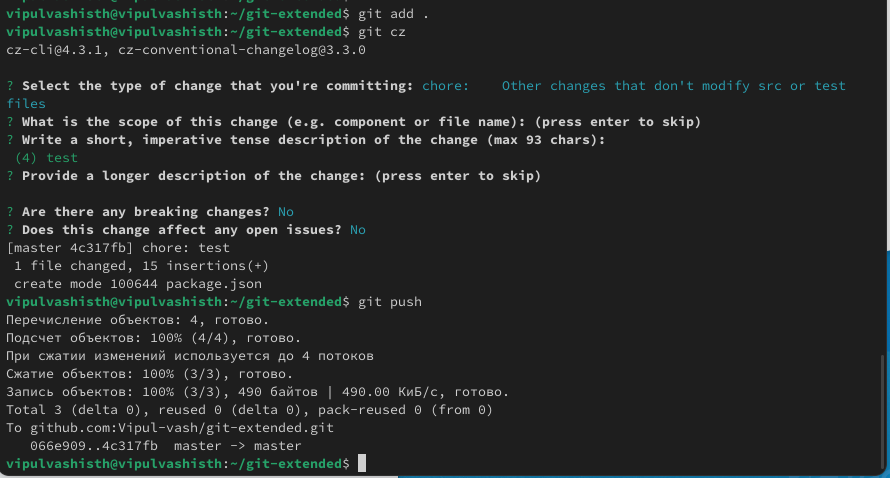 vipulvashisth@vipulvashisth:~/git-extended$ git add .
vipulvashisth@vipulvashisth:~/git-extended$ git cz
cz-cli@4.3.1, cz-conventional-changelog@3.3.0
? Select the type of change that you're committing: chore:    Other changes that don't modify src or test
files
? What is the scope of this change (e.g. component or file name): (press enter to skip)
? Write a short, imperative tense description of the change (max 93 chars):
 (4) test
? Provide a longer description of the change: (press enter to skip)
? Are there any breaking changes? No
? Does this change affect any open issues? No
[master 4c317fb] chore: test
 1 file changed, 15 insertions(+)
 create mode 100644 package.json
vipulvashisth@vipulvashisth:~/git-extended$ git push
Перечисление объектов: 4, готово.
Подсчет объектов: 100% (4/4), готово.
При сжатии изменений используется до 4 потоков
Сжатие объектов: 100% (3/3), готово.
Запись объектов: 100% (3/3), 490 байтов | 490.00 КиБ/с, готово.
Total 3 (delta 0), reused 0 (delta 0), pack-reused 0 (from 0)
To github.com:Vipul-vash/git-extended.git
   066e909..4c317fb  master -> master
vipulvashisth@vipulvashisth:~/git-extended$